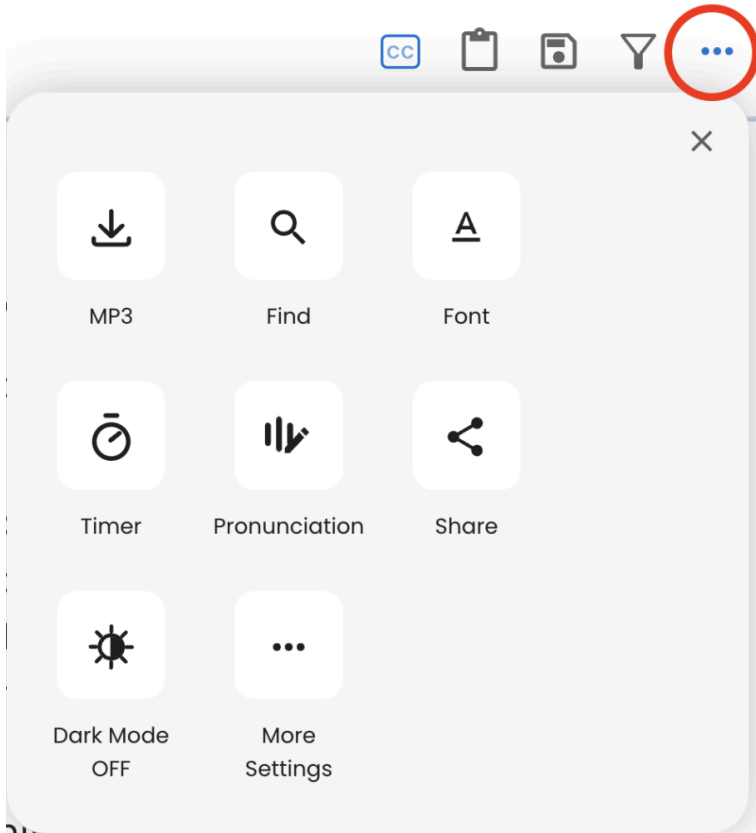 CC
MP3
Find
Font
Timer
Pronunciation
Share
Dark Mode
OFF
More
Settings